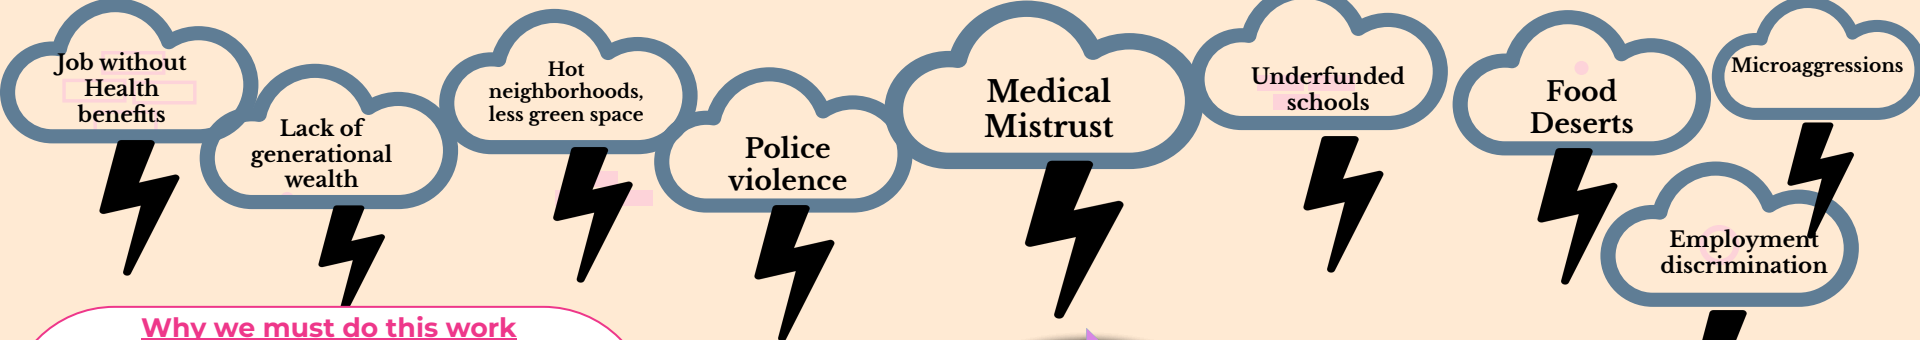 Job without
Health
benefits
Lack of
generational
wealth
Hot
neighborhoods,
less green space
Police
violence
Medical
Mistrust
Underfunded
schools
Food
Deserts
Microaggressions
Employment
discrimination
Why we must do this work